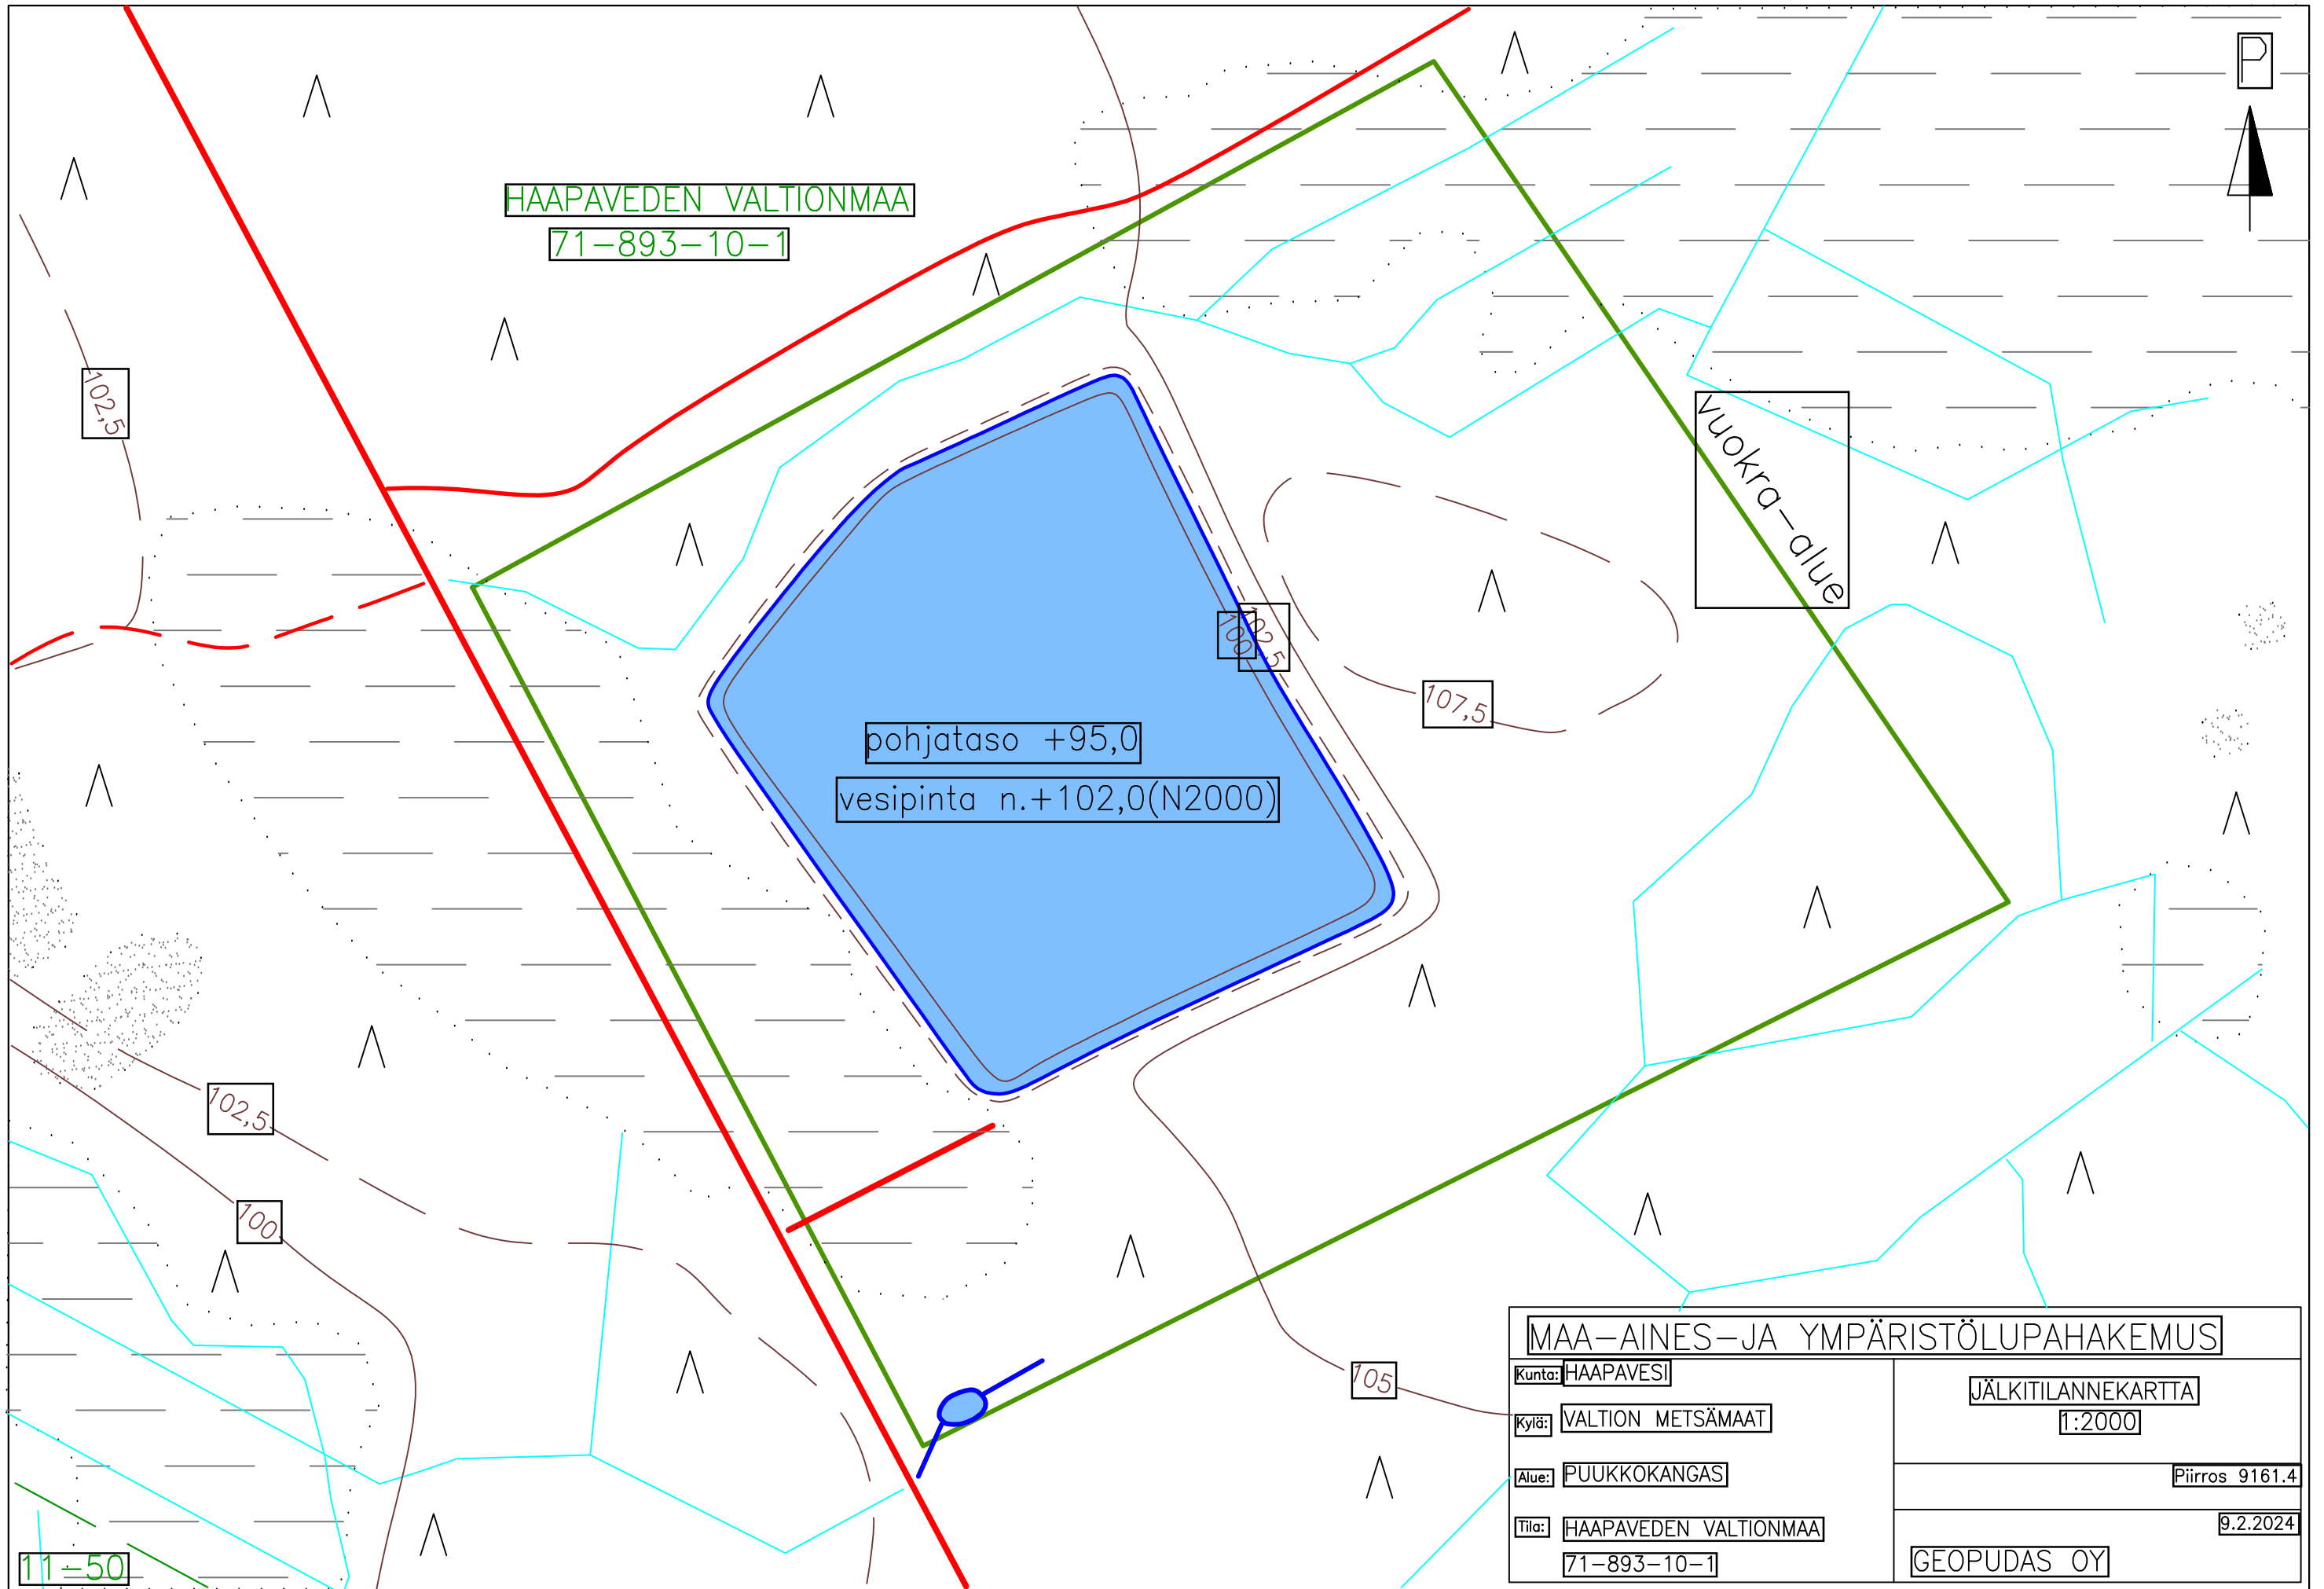 P
HAAPAVEDEN VALTIONMAA
71-893-10-1
102,5
vuokra-alue
102,5
100
107,5
pohjataso +95,0
vesipinta n.+102,0(N2000)
102,5
100
105
11-50
MAA-AINES-JA YMPÄRISTÖLUPAHAKEMUS
Kunta: HAAPAVESI
Kylä: VALTION METSÄMAAT
Alue: PUUKKOKANGAS
Tila: HAAPAVEDEN VALTIONMAA
71-893-10-1
JÄLKITILANNEKARTTA
1:2000
Piirros 9161.4
9.2.2024
GEOPUDAS OY